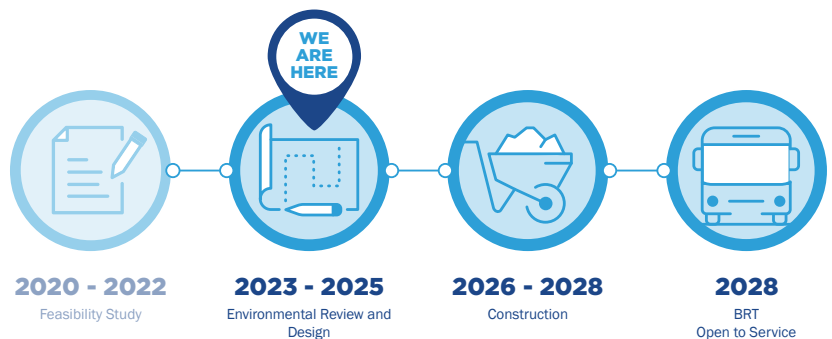 WE
ARE
HERE
2020 - 2022
Feasibility Study
2023 - 2025
Environmental Review and
Design
2026 - 2028
Construction
2028
BRT
Open to Service